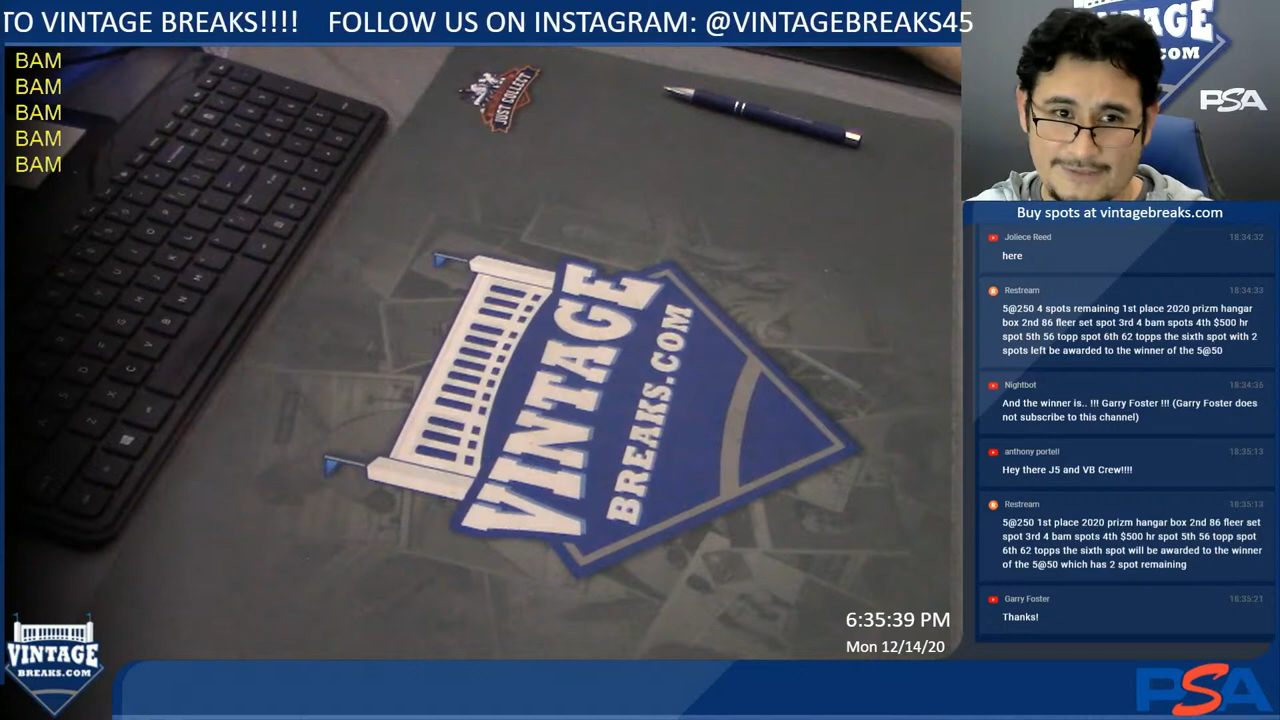 TO VINTAGE BREAKS!!!! FOLLOW US ON INSTAGRAM: @VINTAGEBREAKS45
BAM
BAM
BAM
BAM
BAM
JUST COLLECT
VINTAGE
BREAKS.COM
6:35:39 PM
Mon 12/14/20
VINTAGE
BREAKS.COM
.COM
PSA
Buy spots at vintagebreaks.com
Joliece Reed 18:34:32
here
Restream 18:34:33
5@250 4 spots remaining 1st place 2020 prizm hangar
box 2nd 86 fleer set spot 3rd 4 bam spots 4th $500 hr
spot 5th 56 topp spot 6th 62 topps the sixth spot with 2
spots left be awarded to the winner of the 5@50
Nightbot 18:34:36
And the winner is.. !!! Garry Foster !!! (Garry Foster does
not subscribe to this channel)
anthony portell 18:35:13
Hey there J5 and VB Crew!!!!
Restream 18:35:13
5@250 1st place 2020 prizm hangar box 2nd 86 fleer set
spot 3rd 4 bam spots 4th $500 hr spot 5th 56 topp spot
6th 62 topps the sixth spot will be awarded to the winner
of the 5@50 which has 2 spot remaining
Garry Foster 18:35:21
Thanks!
PSA